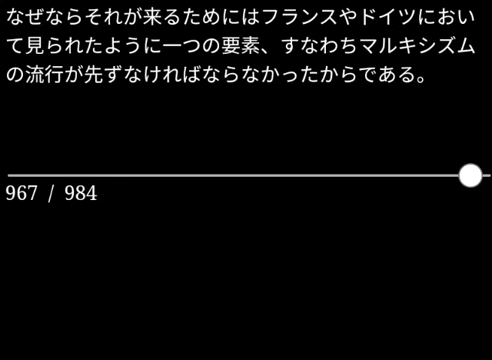 なぜならそれが来るためにはフランスやドイツにおい
て見られたように一つの要素、すなわちマルキシズム
の流行が先ずなければならなかったからである。
967 / 984